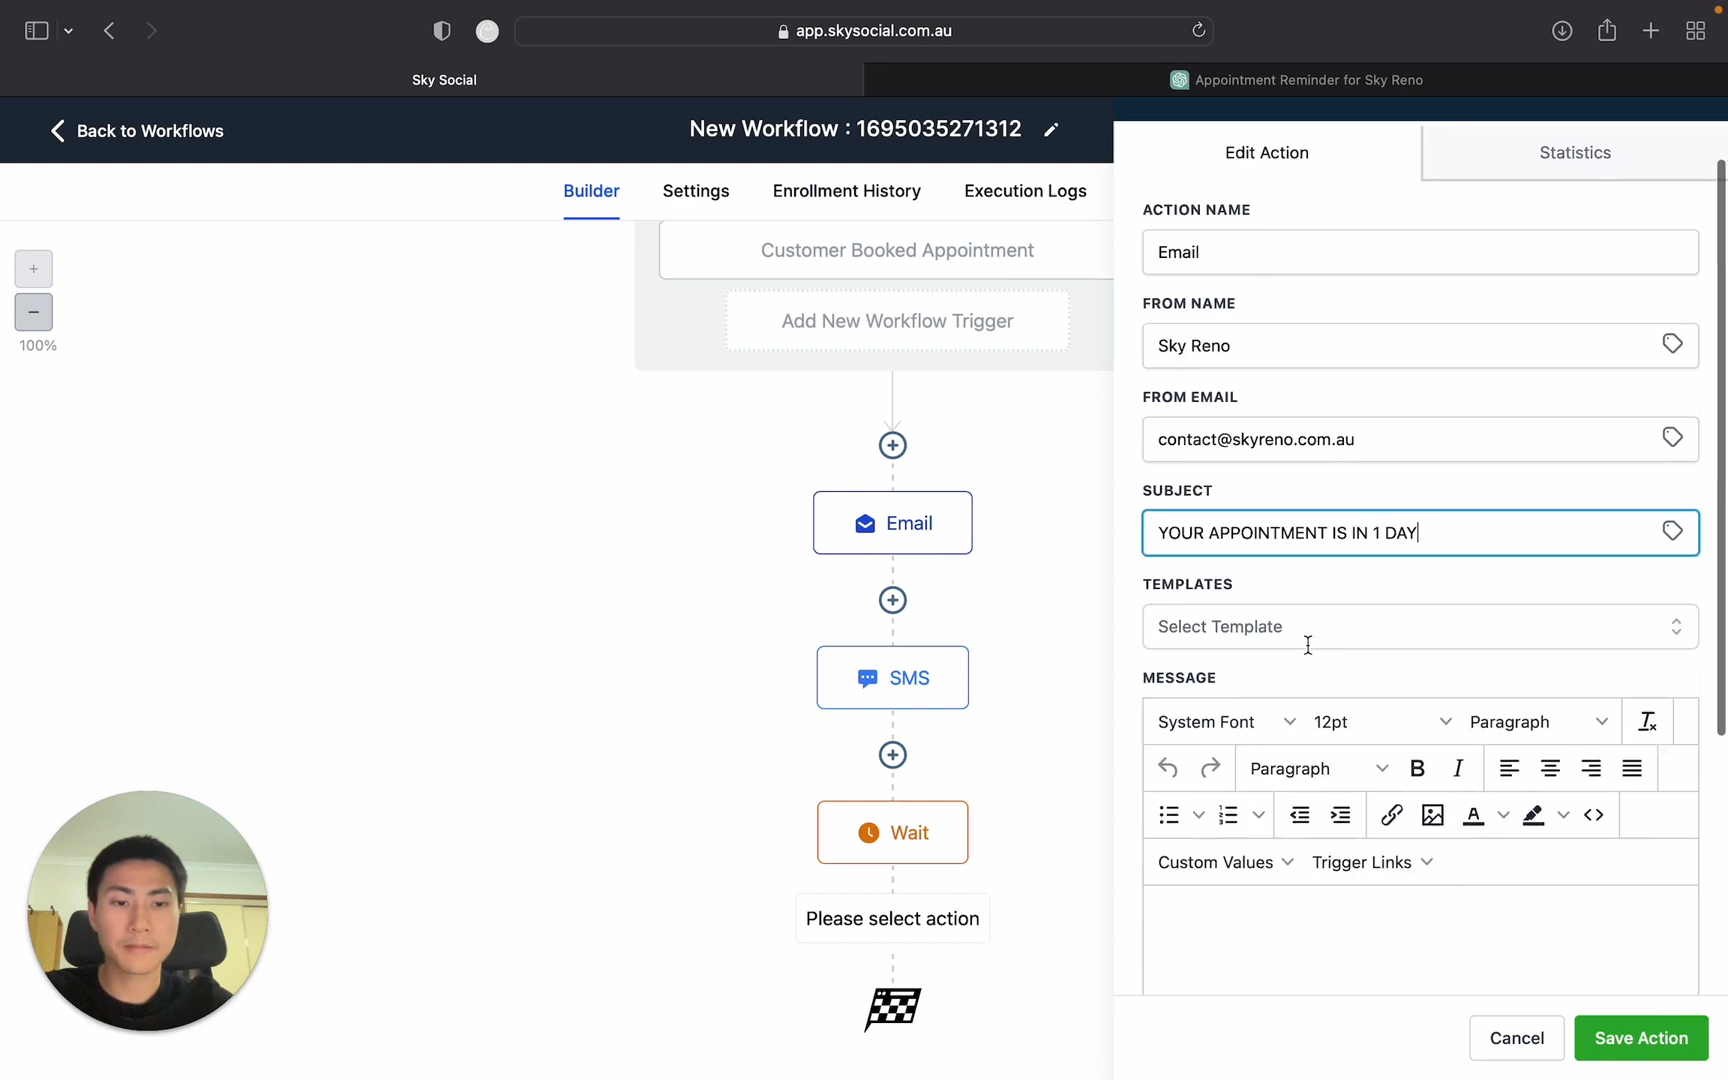 app.skysocial.com.au
Sky Social
Appointment Reminder for Sky Reno
Back to Workflows
New Workflow : 1695035271312
Builder
Settings
Enrollment History
Execution Logs
Customer Booked Appointment
Add New Workflow Trigger
100%
Email
SMS
Wait
Please select action
Edit Action
Statistics
ACTION NAME
Email
FROM NAME
Sky Reno
FROM EMAIL
contact@skyreno.com.au
SUBJECT
YOUR APPOINTMENT IS IN 1 DAY
TEMPLATES
Select Template
MESSAGE
System Font 12pt Paragraph
Paragraph B I
Custom Values Trigger Links
Cancel
Save Action